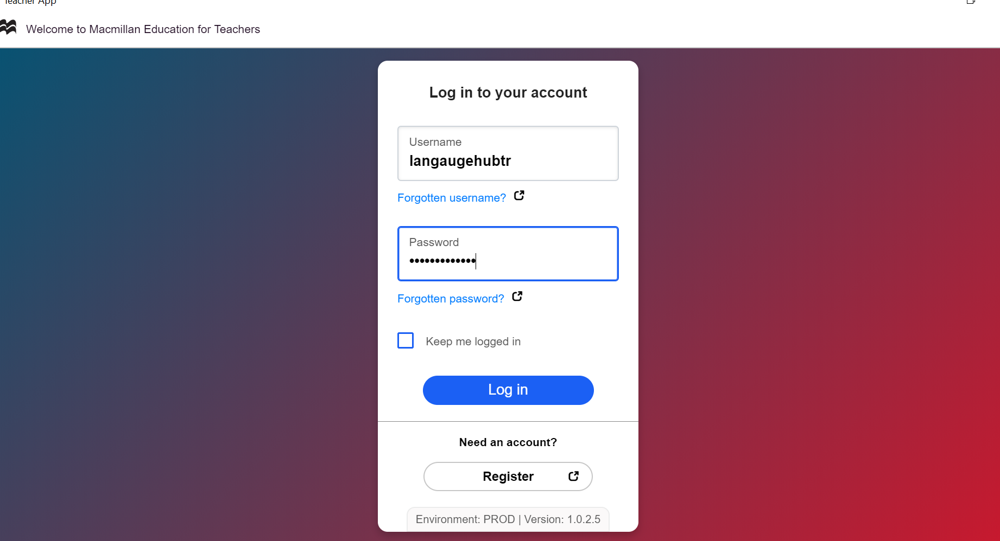 Teacher App
Welcome to Macmillan Education for Teachers
Log in to your account
Username
langaugehubtr
Forgotten username?
Password
•••••••••••••
Forgotten password?
Keep me logged in
Log in
Need an account?
Register
Environment: PROD | Version: 1.0.2.5